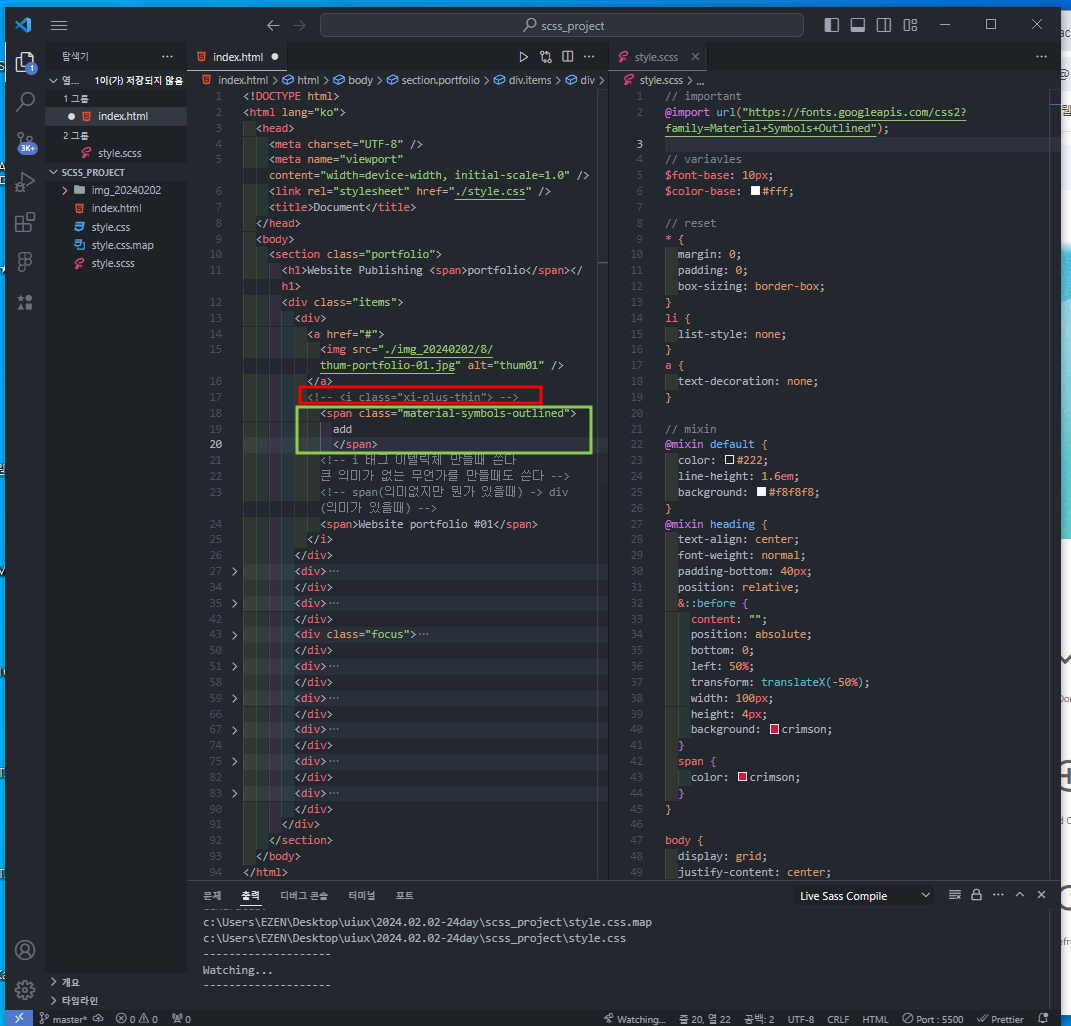 scss_project
탐색기
열... 1이(가) 저장되지 않음
1 그룹
index.html
2 그룹
style.scss
SCSS_PROJECT
img_20240202
index.html
style.css
style.css.map
style.scss
개요
타임라인
1
3K+
index.html
index.html > html > body > section.portfolio > div.items > div >
1 <!DOCTYPE html>
2 <html lang="ko">
3 <head>
4 <meta charset="UTF-8" />
5 <meta name="viewport"
content="width=device-width, initial-scale=1.0" />
6 <link rel="stylesheet" href="./style.css" />
7 <title>Document</title>
8 </head>
9 <body>
10 <section class="portfolio">
11 <h1>Website Publishing <span>portfolio</span></
h1>
12 <div class="items">
13 <div>
14 <a href="#">
15 <img src="./img_20240202/8/
thum-portfolio-01.jpg" alt="thum01" />
16 </a>
17 <!-- <i class="xi-plus-thin"> -->
18 <span class="material-symbols-outlined">
19 add
20 </span>
21 <!-- i 태그 이텔릭체 만들때 쓴다
22 큰 의미가 없는 무언가를 만들때도 쓴다 -->
23 <!-- span(의미없지만 뭔가 있을때) -> div
(의미가 있을때) -->
24 <span>Website portfolio #01</span>
25 </i>
26 </div>
27 <div>...
34 </div>
35 <div>...
42 </div>
43 <div class="focus">...
50 </div>
51 <div>...
58 </div>
59 <div>...
66 </div>
67 <div>...
74 </div>
75 <div>...
82 </div>
83 <div>...
90 </div>
91 </div>
92 </section>
93 </body>
94 </html>
style.scss
style.scss > ...
1 // important
2 @import url("https://fonts.googleapis.com/css2?
family=Material+Symbols+Outlined");
3
4 // variavles
5 $font-base: 10px;
6 $color-base: #fff;
7
8 // reset
9 * {
10 margin: 0;
11 padding: 0;
12 box-sizing: border-box;
13 }
14 li {
15 list-style: none;
16 }
17 a {
18 text-decoration: none;
19 }
20
21 // mixin
22 @mixin default {
23 color: #222;
24 line-height: 1.6em;
25 background: #f8f8f8;
26 }
27 @mixin heading {
28 text-align: center;
29 font-weight: normal;
30 padding-bottom: 40px;
31 position: relative;
32 &::before {
33 content: "";
34 position: absolute;
35 bottom: 0;
36 left: 50%;
37 transform: translateX(-50%);
38 width: 100px;
39 height: 4px;
40 background: crimson;
41 }
42 span {
43 color: crimson;
44 }
45 }
46
47 body {
48 display: grid;
49 justify-content: center;
문제 출력 디버그 콘솔 터미널 포트
Live Sass Compile
c:\Users\EZEN\Desktop\uiux\2024.02.02-24day\scss_project\style.css.map
c:\Users\EZEN\Desktop\uiux\2024.02.02-24day\scss_project\style.css
--------------------
Watching...
--------------------
master* 0 0 0 Watching... 줄 20, 열 22 공백: 2 UTF-8 CRLF HTML Port : 5500 Prettier